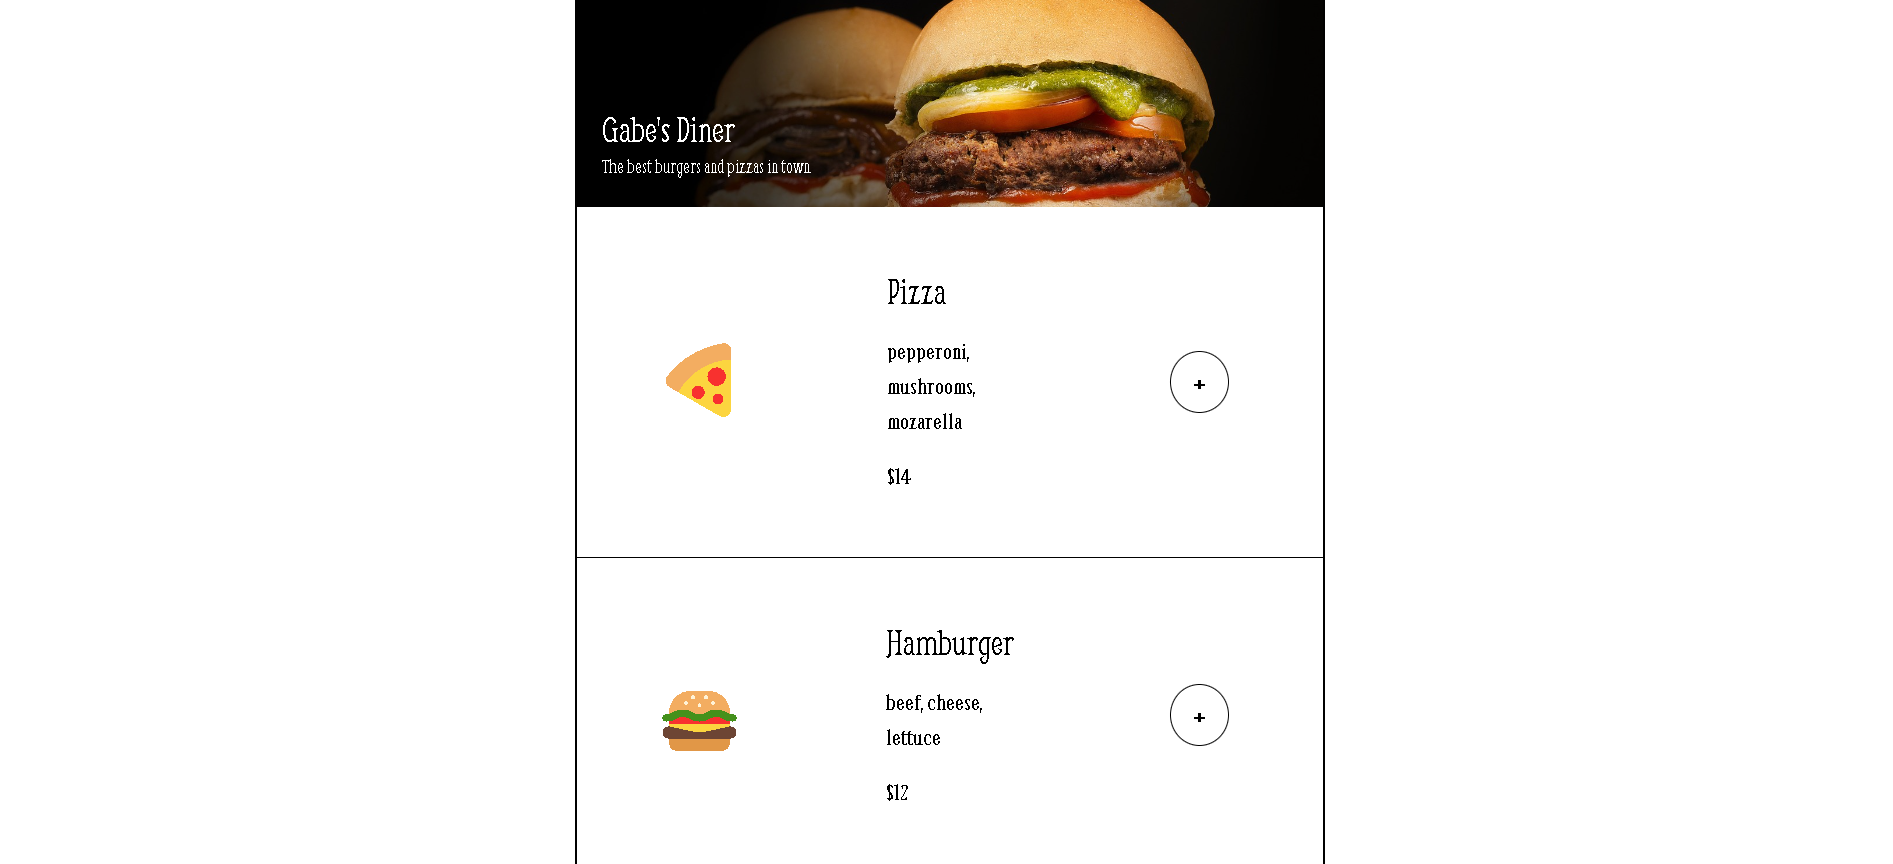 Gabe's Diner
The best burgers and pizzas in town
Pizza
pepperoni,
mushrooms,
mozarella
$14
+
Hamburger
beef, cheese,
lettuce
$12
+